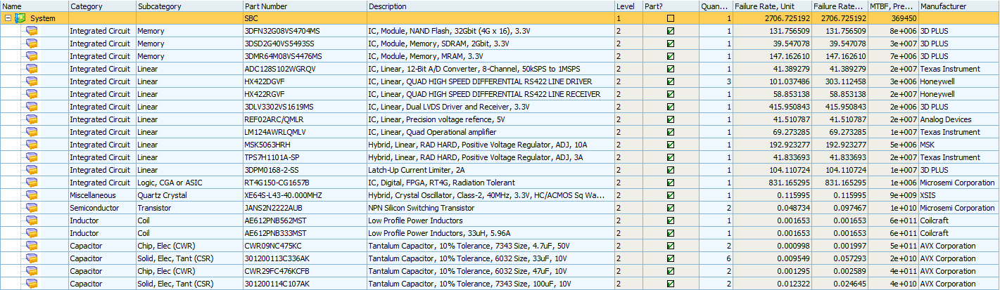 Name Category Subcategory Part Number Description Level Part? Quan... Failure Rate, Unit Failure Rate... MTBF, Pre... Manufacturer
System SBC 1 1 2706.725192 2706.725192 369450
Integrated Circuit Memory 3DFN32G08VS4704MS IC, Module, NAND Flash, 32Gbit (4G x 16), 3.3V 2 1 131.756509 131.756509 8e+006 3D PLUS
Integrated Circuit Memory 3DSD2G40VS5493SS IC, Module, Memory, SDRAM, 2Gbit, 3.3V 2 1 39.547078 39.547078 3e+007 3D PLUS
Integrated Circuit Memory 3DMR64M08VS4476MS IC, Module, Memory, MRAM, 3.3V 2 1 147.162610 147.162610 7e+006 3D PLUS
Integrated Circuit Linear ADC128S102WGRQV IC, Linear, 12-Bit A/D Converter, 8-Channel, 50kSPS to 1MSPS 2 1 41.389279 41.389279 2e+007 Texas Instrument
Integrated Circuit Linear HX422DGVF IC, Linear, QUAD HIGH SPEED DIFFERENTIAL RS422 LINE DRIVER 2 3 101.037486 303.112458 3e+006 Honeywell
Integrated Circuit Linear HX422RGVF IC, Linear, QUAD HIGH SPEED DIFFERENTIAL RS422 LINE RECEIVER 2 1 58.853138 58.853138 2e+007 Honeywell
Integrated Circuit Linear 3DLV3302VS1619MS IC, Linear, Dual LVDS Driver and Receiver, 3.3V 2 1 415.950843 415.950843 2e+006 3D PLUS
Integrated Circuit Linear REF02ARC/QMLR IC, Linear, Precision voltage refence, 5V 2 1 41.510787 41.510787 2e+007 Analog Devices
Integrated Circuit Linear LM124AWRLQMLV IC, Linear, Quad Operational amplifier 2 1 69.273285 69.273285 1e+007 Texas Instrument
Integrated Circuit Linear MSK5063HRH Hybrid, Linear, RAD HARD, Positive Voltage Regulator, ADJ, 10A 2 1 192.923277 192.923277 5e+006 MSK
Integrated Circuit Linear TPS7H1101A-SP Hybrid, Linear, RAD HARD, Positive Voltage Regulator, ADJ, 3A 2 1 41.833693 41.833693 2e+007 Texas Instrument
Integrated Circuit Linear 3DPM0168-2-SS Latch-Up Current Limiter, 2A 2 1 104.110724 104.110724 1e+007 3D PLUS
Integrated Circuit Logic, CGA or ASIC RT4G150-CG1657B IC, Digital, FPGA, RT4G, Radiation Tolerant 2 1 831.165295 831.165295 1e+006 Microsemi Corporation
Miscellaneous Quartz Crystal XE64S-L43-40.000MHZ Hybrid, Crystal Oscillator, Class-2, 40MHz, 3.3V, HC/ACMOS Sq Wa... 2 1 0.115995 0.115995 9e+009 XSIS
Semiconductor Transistor JANS2N2222AUB NPN Silicon Switching Transistor 2 2 0.048734 0.097467 1e+010 Microsemi Corporation
Inductor Coil AE612PNB562MST Low Profile Power Inductors 2 1 0.001653 0.001653 6e+011 Coilcraft
Inductor Coil AE612PNB333MST Low Profile Power Inductors, 33uH, 5.96A 2 1 0.001653 0.001653 6e+011 Coilcraft
Capacitor Chip, Elec (CWR) CWR09NC475KC Tantalum Capacitor, 10% Tolerance, 7343 Size, 4.7uF, 50V 2 2 0.000998 0.001997 5e+011 AVX Corporation
Capacitor Solid, Elec, Tant (CSR) 301200113C336AK Tantalum Capacitor, 10% Tolerance, 6032 Size, 33uF, 10V 2 6 0.009549 0.057293 2e+010 AVX Corporation
Capacitor Chip, Elec (CWR) CWR29FC476KCFB Tantalum Capacitor, 10% Tolerance, 6032 Size, 47uF, 10V 2 2 0.001295 0.002589 4e+011 AVX Corporation
Capacitor Solid, Elec, Tant (CSR) 301200114C107AK Tantalum Capacitor, 10% Tolerance, 7343 Size, 100uF, 10V 2 2 0.012322 0.024645 4e+010 AVX Corporation